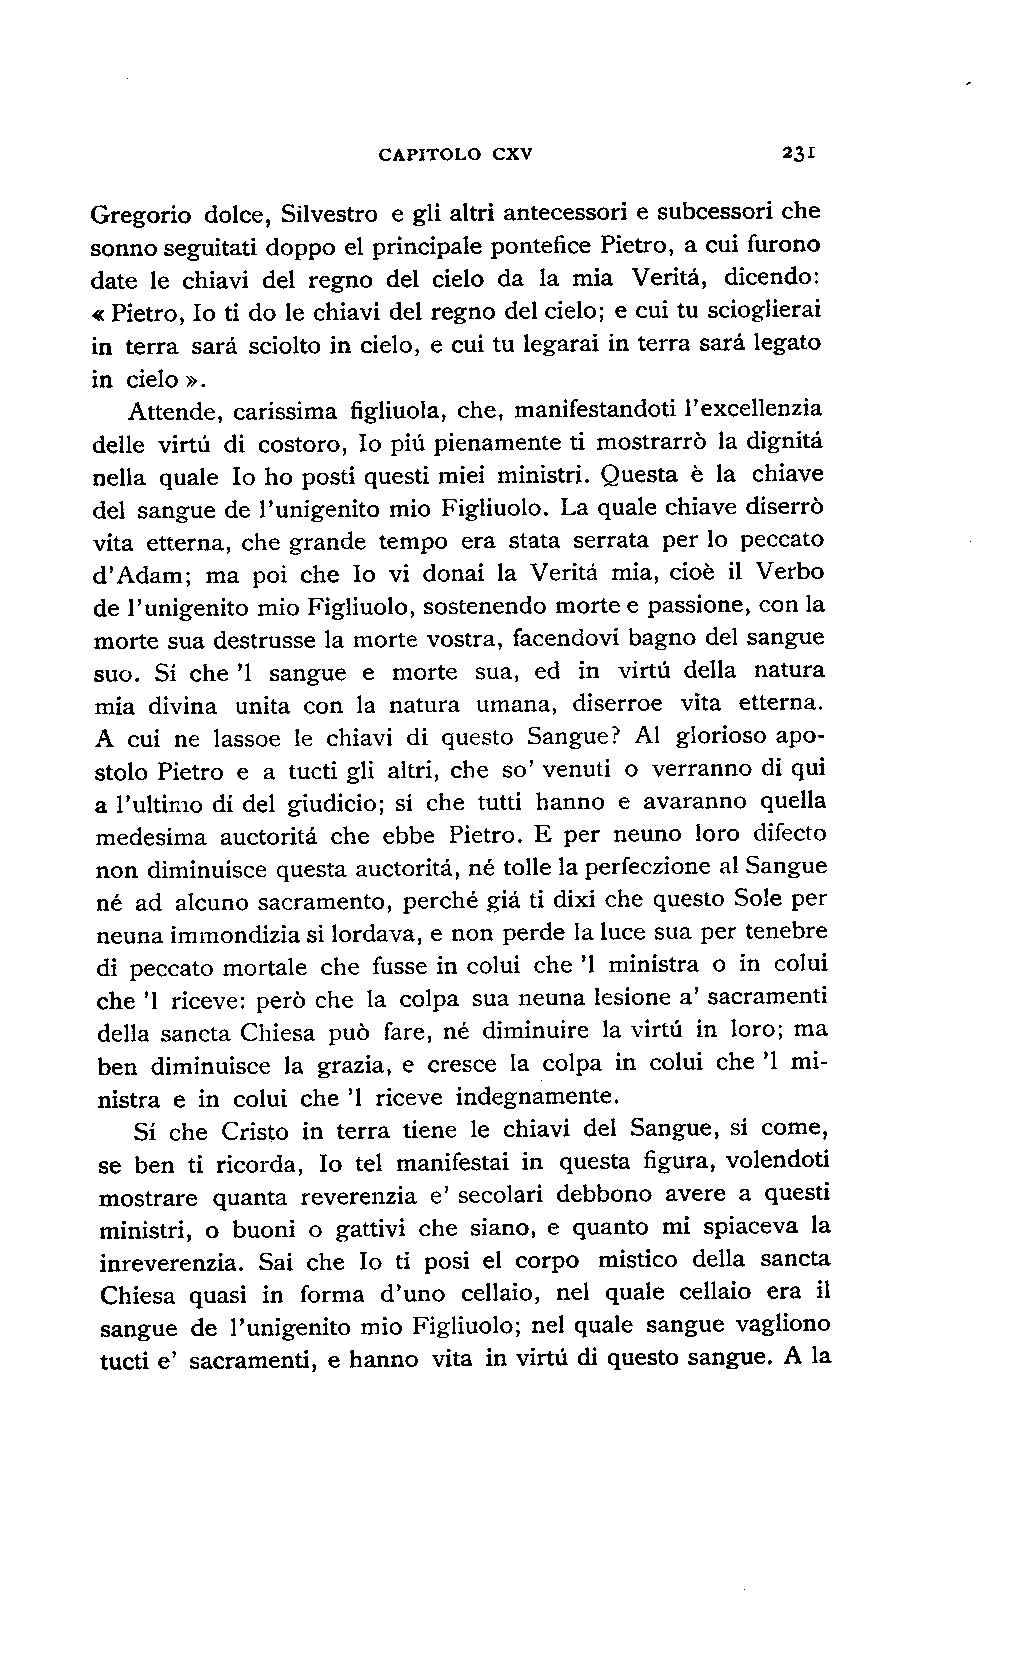 CAPITOLO CXV 231
Gregorio dolce, Silvestro e gli altri antecessori e subcessori che
sonno seguitati doppo el principale pontefice Pietro, a cui furono
date le chiavi del regno del cielo da la mia Veritá, dicendo:
« Pietro, Io ti do le chiavi del regno del cielo; e cui tu scioglierai
in terra sará sciolto in cielo, e cui tu legarai in terra sará legato
in cielo ».
Attende, carissima figliuola, che, manifestandoti l'excellenzia
delle virtú di costoro, Io piú pienamente ti mostrarrò la dignitá
nella quale Io ho posti questi miei ministri. Questa è la chiave
del sangue de l'unigenito mio Figliuolo. La quale chiave diserrò
vita etterna, che grande tempo era stata serrata per lo peccato
d'Adam; ma poi che Io vi donai la Veritá mia, cioè il Verbo
de l'unigenito mio Figliuolo, sostenendo morte e passione, con la
morte sua destrusse la morte vostra, facendovi bagno del sangue
suo. Sí che 'l sangue e morte sua, ed in virtú della natura
mia divina unita con la natura umana, diserroe vita etterna.
A cui ne lassoe le chiavi di questo Sangue? Al glorioso apo-
stolo Pietro e a tucti gli altri, che so' venuti o verranno di qui
a l'ultimo dí del giudicio; sí che tutti hanno e avaranno quella
medesima auctoritá che ebbe Pietro. E per neuno loro difecto
non diminuisce questa auctoritá, né tolle la perfeczione al Sangue
né ad alcuno sacramento, perché giá ti dixi che questo Sole per
neuna immondizia si lordava, e non perde la luce sua per tenebre
di peccato mortale che fusse in colui che 'l ministra o in colui
che 'l riceve: però che la colpa sua neuna lesione a' sacramenti
della sancta Chiesa può fare, né diminuire la virtú in loro; ma
ben diminuisce la grazia, e cresce la colpa in colui che 'l mi-
nistra e in colui che 'l riceve indegnamente.
Sí che Cristo in terra tiene le chiavi del Sangue, sí come,
se ben ti ricorda, Io tel manifestai in questa figura, volendoti
mostrare quanta reverenzia e' secolari debbono avere a questi
ministri, o buoni o gattivi che siano, e quanto mi spiaceva la
inreverenzia. Sai che Io ti posi el corpo mistico della sancta
Chiesa quasi in forma d'uno cellaio, nel quale cellaio era il
sangue de l'unigenito mio Figliuolo; nel quale sangue vagliono
tucti e' sacramenti, e hanno vita in virtú di questo sangue. A la